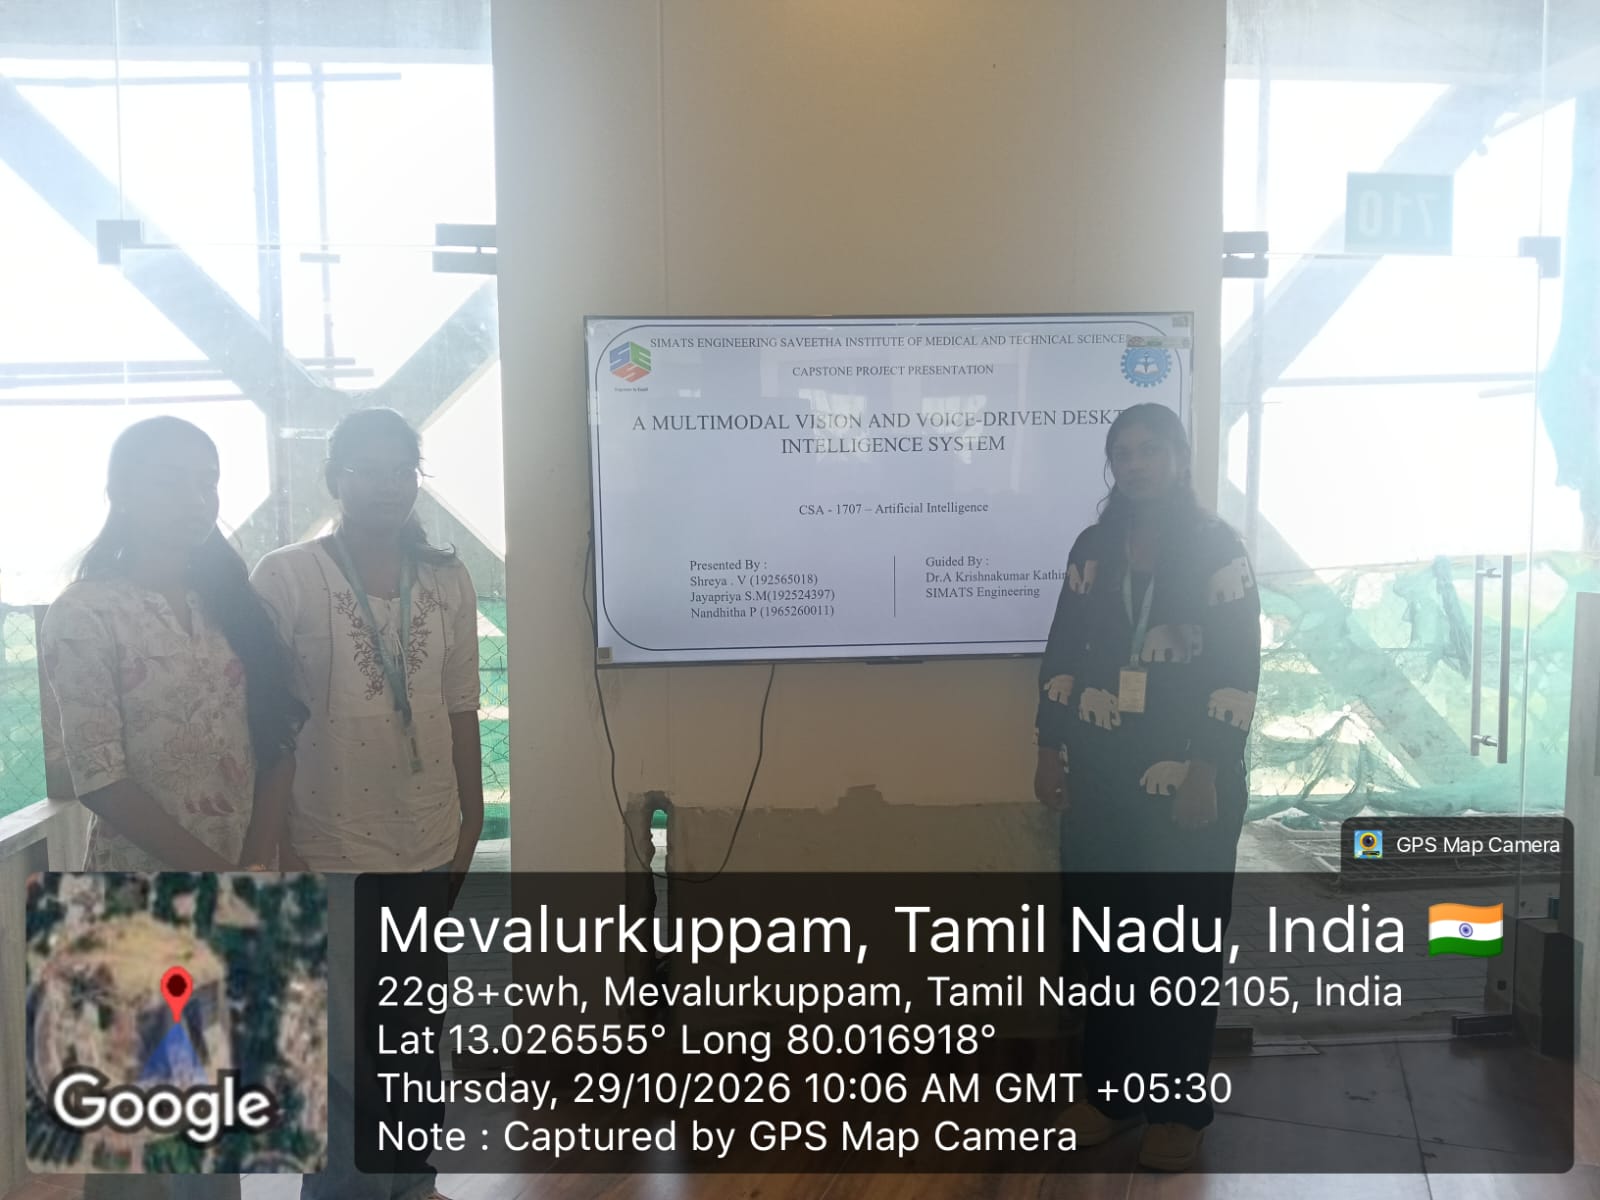 710
SIMATS ENGINEERING SAVEETHA INSTITUTE OF MEDICAL AND TECHNICAL SCIENCES
CAPSTONE PROJECT PRESENTATION
A MULTIMODAL VISION AND VOICE-DRIVEN DESKT
INTELLIGENCE SYSTEM
CSA - 1707 – Artificial Intelligence
Presented By :
Shreya . V (192565018)
Jayapriya S.M(192524397)
Nandhitha P (1965260011)
Guided By :
Dr.A Krishnakumar Kathir
SIMATS Engineering
GPS Map Camera
Mevalurkuppam, Tamil Nadu, India
22g8+cwh, Mevalurkuppam, Tamil Nadu 602105, India
Lat 13.026555° Long 80.016918°
Thursday, 29/10/2026 10:06 AM GMT +05:30
Note : Captured by GPS Map Camera
Google